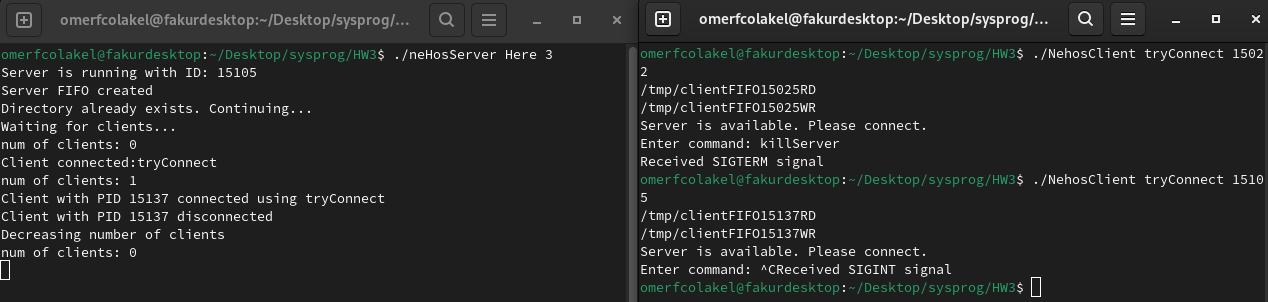 omerfcolakel@fakurdesktop:~/Desktop/sysprog/...
omerfcolakel@fakurdesktop:~/Desktop/sysprog/HW3$ ./neHosServer Here 3
Server is running with ID: 15105
Server FIFO created
Directory already exists. Continuing...
Waiting for clients...
num of clients: 0
Client connected:tryConnect
num of clients: 1
Client with PID 15137 connected using tryConnect
Client with PID 15137 disconnected
Decreasing number of clients
num of clients: 0
omerfcolakel@fakurdesktop:~/Desktop/sysprog/...
omerfcolakel@fakurdesktop:~/Desktop/sysprog/HW3$ ./NehosClient tryConnect 1502
2
/tmp/clientFIFO15025RD
/tmp/clientFIFO15025WR
Server is available. Please connect.
Enter command: killServer
Received SIGTERM signal
omerfcolakel@fakurdesktop:~/Desktop/sysprog/HW3$ ./NehosClient tryConnect 1510
5
/tmp/clientFIFO15137RD
/tmp/clientFIFO15137WR
Server is available. Please connect.
Enter command: ^CReceived SIGINT signal
omerfcolakel@fakurdesktop:~/Desktop/sysprog/HW3$